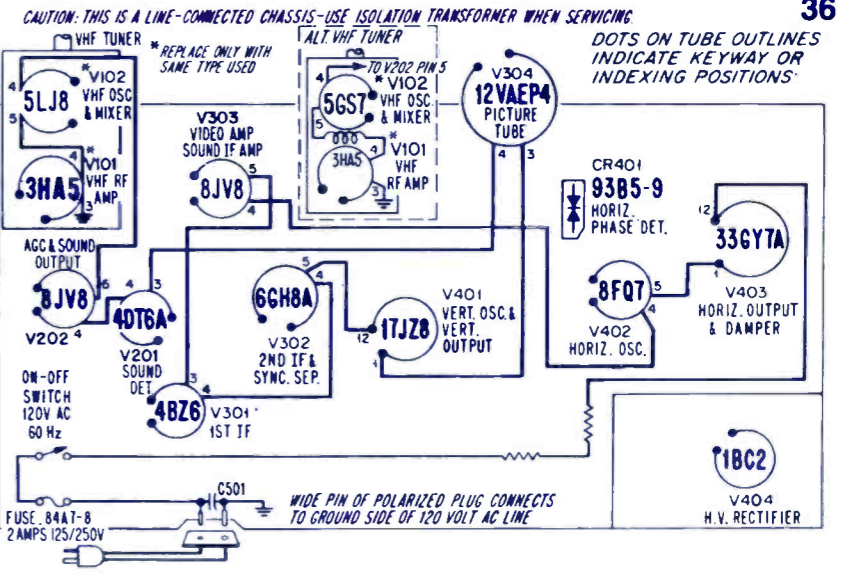 CAUTION: THIS IS A LINE-CONNECTED CHASSIS-USE ISOLATION TRANSFORMER WHEN SERVICING.
36
VHF TUNER
*REPLACE ONLY WITH
SAME TYPE USED
ALT. VHF TUNER
TO V202 PIN 5
DOTS ON TUBE OUTLINES
INDICATE KEYWAY OR
INDEXING POSITIONS.
4
5LJ8
5
*V102
VHF OSC
& MIXER
4
3HA5
3
*V101
VHF RF
AMP
V303
VIDEO AMP
SOUND IF AMP
8JV8
5
4
4
5GS7
5
*V102
VHF OSC.
& MIXER
3HA5
4
3
*V101
VHF
RF AMP
V304
12VAEP4
PICTURE
TUBE
4
3
CR401
93B5-9
HORIZ.
PHASE DET.
12
33GY7A
1
V403
HORIZ. OUTPUT
& DAMPER
AGC & SOUND
OUTPUT
8JV8
6
V202
4
4
4DT6A
V201
SOUND
DET.
5
4
6GH8A
V302
2ND IF &
SYNC. SEP.
12
17JZ8
1
V401
VERT. OSC. &
VERT.
OUTPUT
8FQ7
5
4
V402
HORIZ. OSC.
3
4
4BZ6
V301
1ST IF
ON-OFF
SWITCH
120V AC
60 Hz
1BC2
V404
H.V. RECTIFIER
C501
FUSE 84A7-8
2 AMPS 125/250V
WIDE PIN OF POLARIZED PLUG CONNECTS
TO GROUND SIDE OF 120 VOLT AC LINE